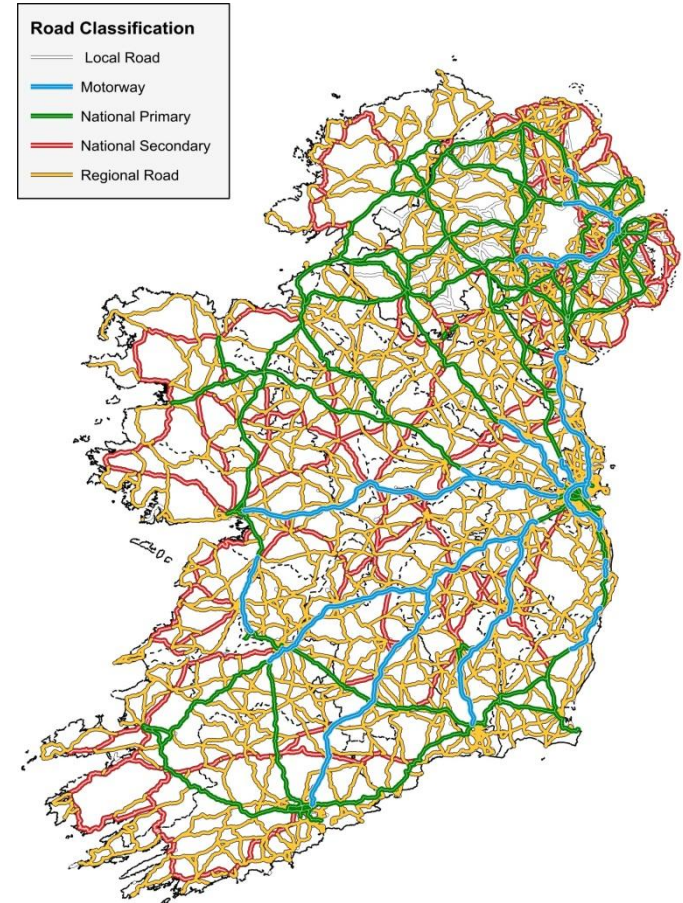 Road Classification
Local Road
Motorway
National Primary
National Secondary
Regional Road